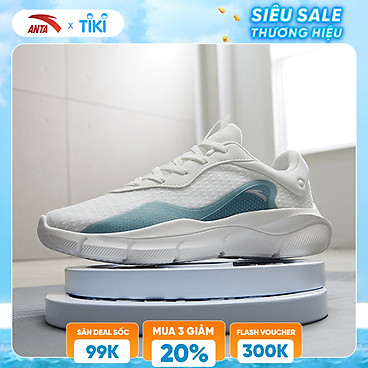 ANTA x TIKI
SIÊU SALE
THƯƠNG HIỆU
SĂN DEAL SỐC
99K
MUA 3 GIẢM
20%
FLASH VOUCHER
300K